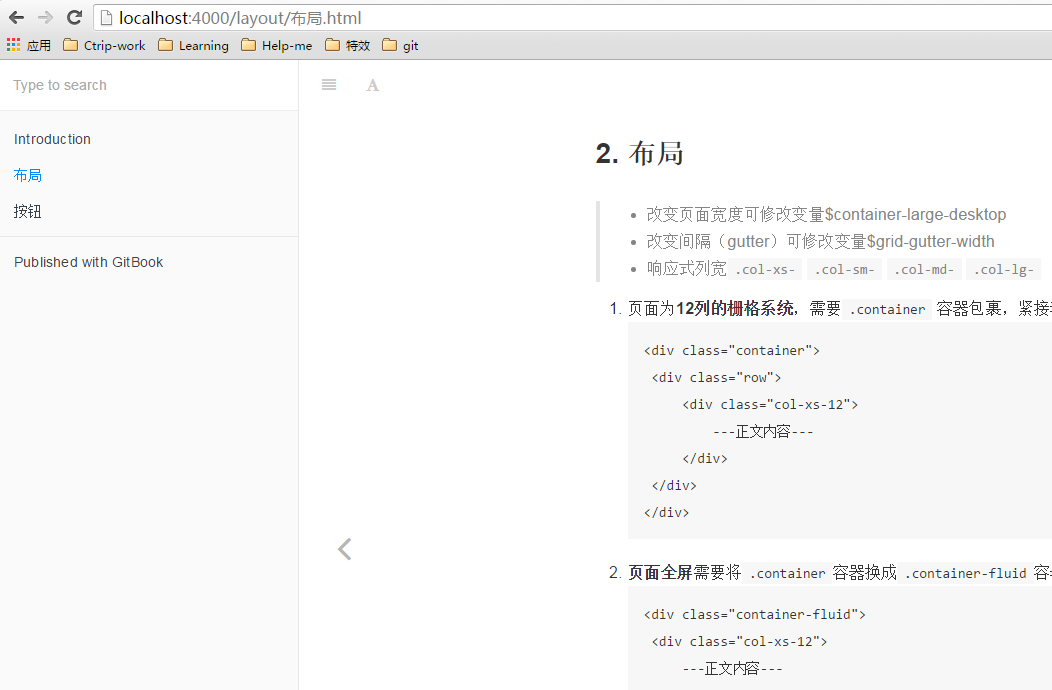 localhost:4000/layout/布局.html
应用 Ctrip-work Learning Help-me 特效 git
Type to search
A
Introduction
布局
按钮
Published with GitBook
2. 布局
• 改变页面宽度可修改变量$container-large-desktop
• 改变间隔（gutter）可修改变量$grid-gutter-width
• 响应式列宽 .col-xs- .col-sm- .col-md- .col-lg-
1. 页面为12列的栅格系统，需要 .container 容器包裹，紧接
<div class="container">
<div class="row">
<div class="col-xs-12">
---正文内容---
</div>
</div>
</div>
2. 页面全屏需要将 .container 容器换成 .container-fluid 容
<div class="container-fluid">
<div class="col-xs-12">
---正文内容---